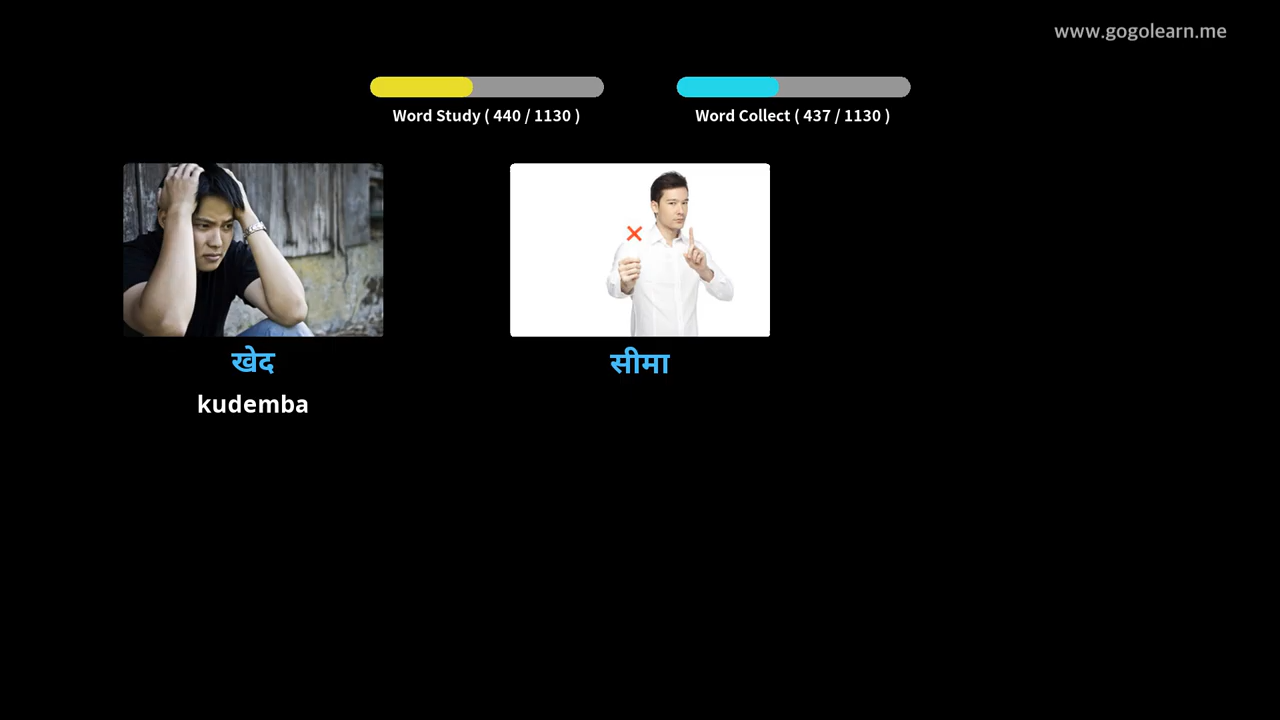 www.gogolearn.me
Word Study ( 440 / 1130 )
Word Collect ( 437 / 1130 )
खेद
kudemba
सीमा